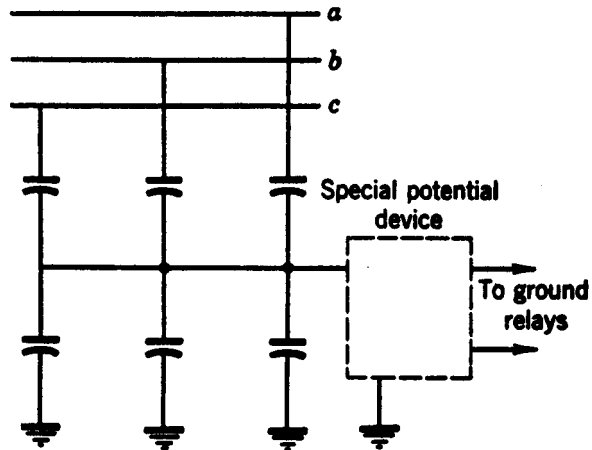 a
b
c
Special potential
device
To ground
relays